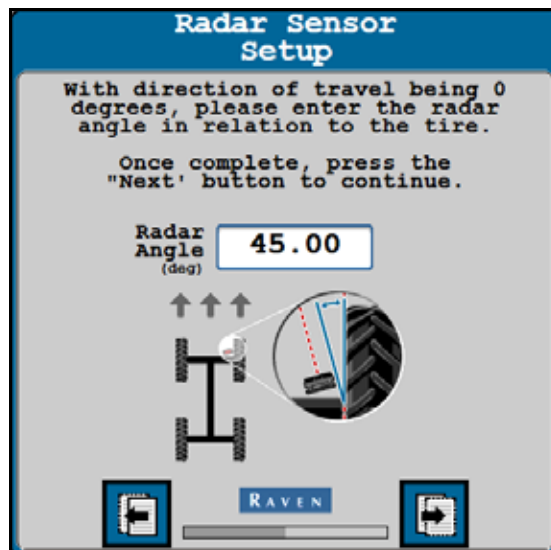 Radar Sensor
Setup
With direction of travel being 0
degrees, please enter the radar
angle in relation to the tire.
Once complete, press the
"Next' button to continue.
Radar
Angle
(deg)
45.00
RAVEN